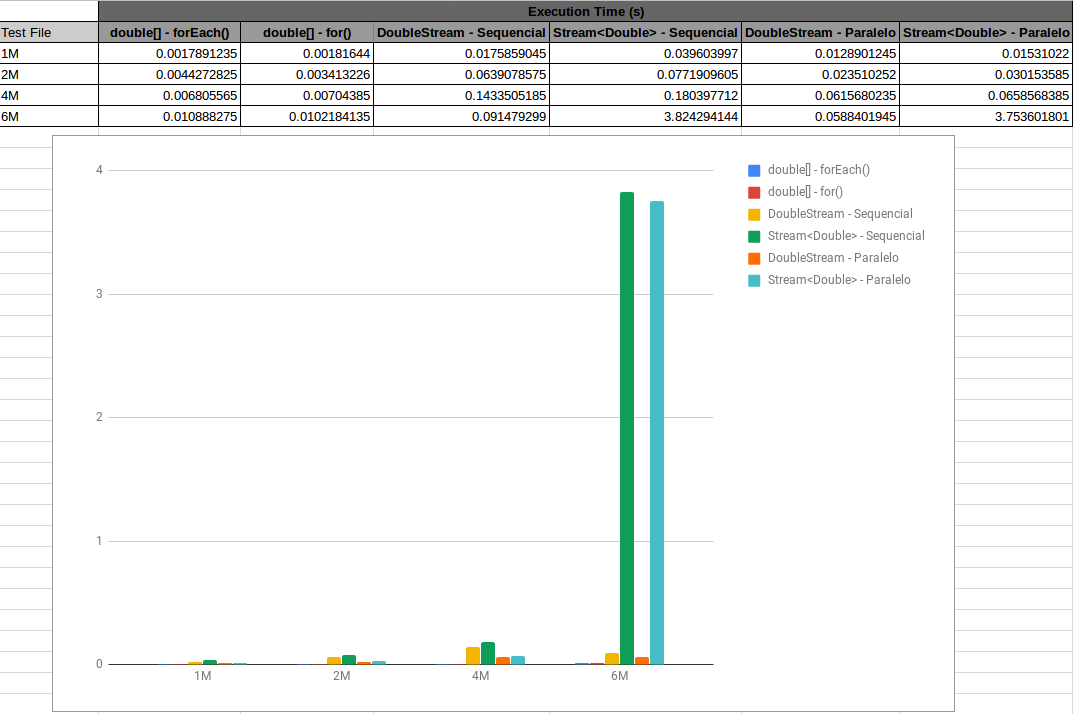 Execution Time (s)
Test File double[] - forEach() double[] - for() DoubleStream - Sequencial Stream<Double> - Sequencial DoubleStream - Paralelo Stream<Double> - Paralelo
1M 0.0017891235 0.00181644 0.0175859045 0.039603997 0.0128901245 0.01531022
2M 0.0044272825 0.003413226 0.0639078575 0.0771909605 0.023510252 0.030153585
4M 0.006805565 0.00704385 0.1433505185 0.180397712 0.0615680235 0.0658568385
6M 0.010888275 0.0102184135 0.091479299 3.824294144 0.0588401945 3.753601801
4
3
2
1
0
1M 2M 4M 6M
double[] - forEach()
double[] - for()
DoubleStream - Sequencial
Stream<Double> - Sequencial
DoubleStream - Paralelo
Stream<Double> - Paralelo